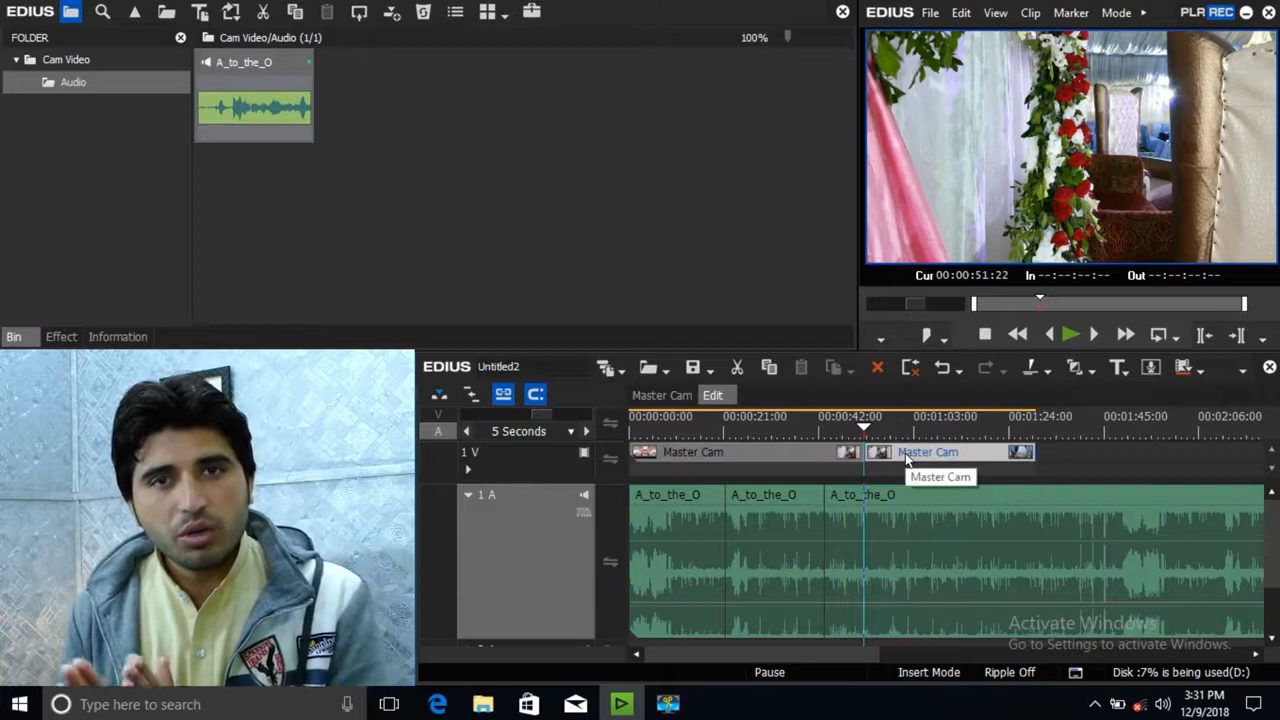 EDIUS
FOLDER
Cam Video/Audio (1/1)
100%
Cam Video
Audio
A_to_the_O
Bin
Effect
Information
EDIUS File Edit View Clip Marker Mode PLR REC
Cur 00:00:51:22 In --:--:--:-- Out --:--:--:--
EDIUS Untitled2
Master Cam Edit
V
A
5 Seconds
00:00:00:00 00:00:21:00 00:00:42:00 00:01:03:00 00:01:24:00 00:01:45:00 00:02:06:00
1 V
Master Cam
Master Cam
Master Cam
1 A
A_to_the_O A_to_the_O A_to_the_O
Activate Windows
Go to Settings to activate Windows.
Pause
Insert Mode
Ripple Off
Disk :7% is being used(D:)
Type here to search
3:31 PM
12/9/2018